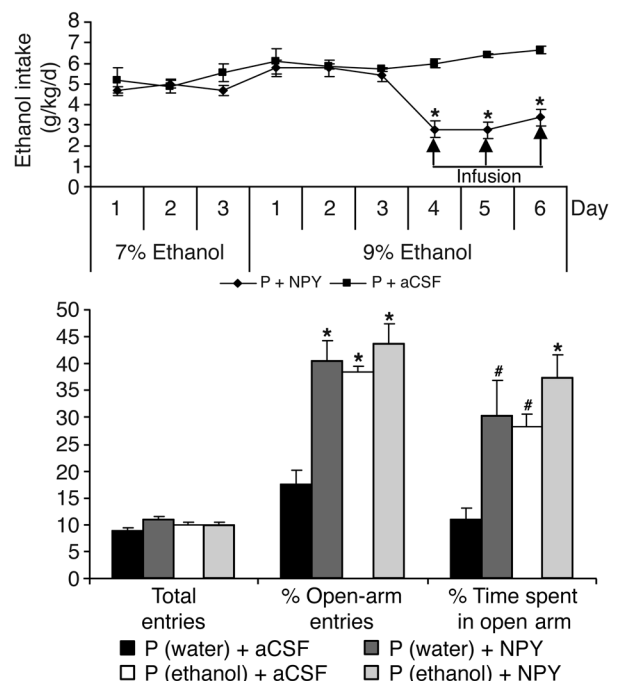 Ethanol intake
(g/kg/d)
8
7
6
5
4
3
2
1
0
* * *
Infusion
1 2 3 1 2 3 4 5 6 Day
7% Ethanol 9% Ethanol
P + NPY P + aCSF
50
45
40
35
30
25
20
15
10
5
0
* * * # # *
Total
entries
% Open-arm
entries
% Time spent
in open arm
P (water) + aCSF P (water) + NPY
P (ethanol) + aCSF P (ethanol) + NPY